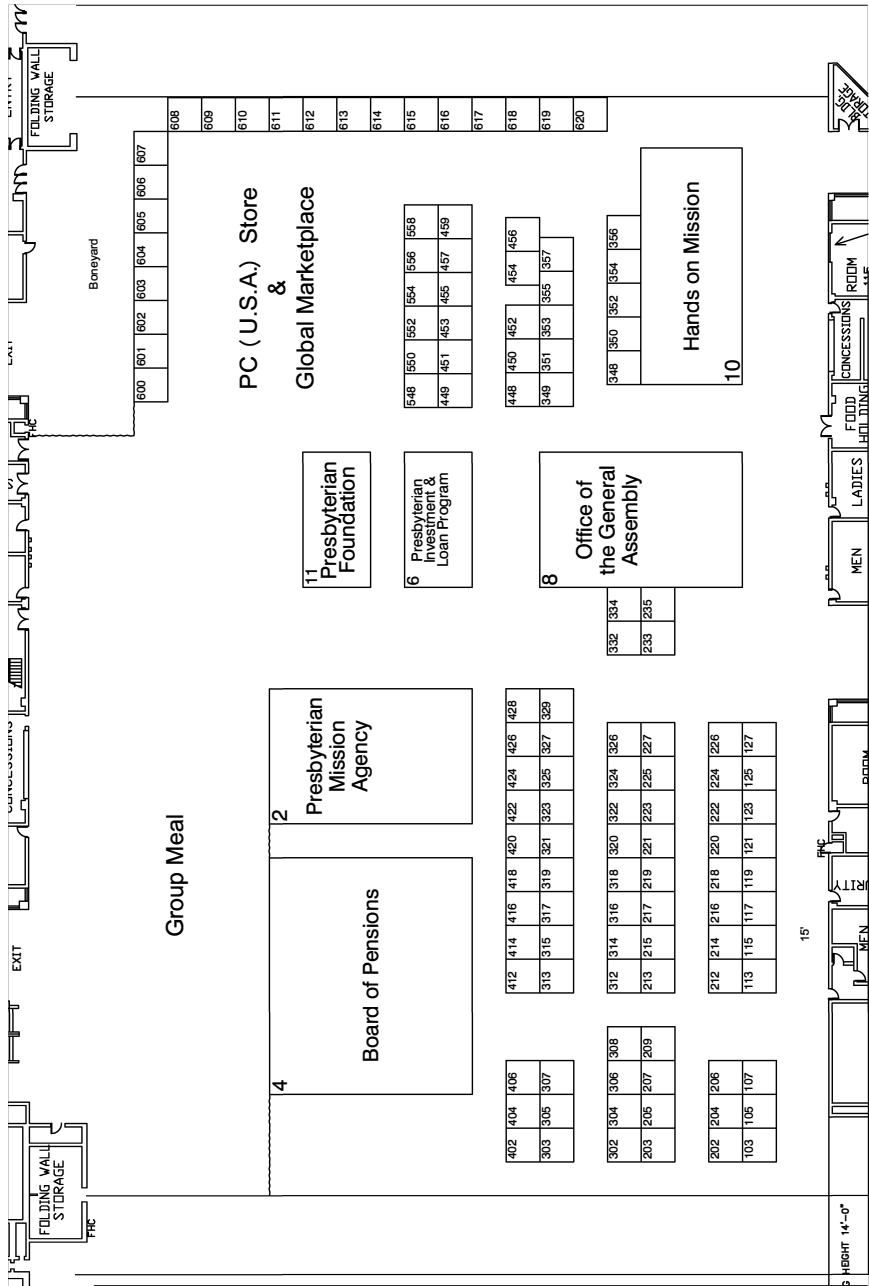 FOLDING WALL
STORAGE
FHC
EXIT
FHC
FOLDING WALL
STORAGE
Boneyard
600 601 602 603 604 605 606 607
608
609
610
611
612
613
614
615
616
617
618
619
620
Group Meal
PC (U.S.A.) Store
&
Global Marketplace
4
Board of Pensions
2
Presbyterian
Mission
Agency
11
Presbyterian
Foundation
6
Presbyterian
Investment &
Loan Program
548 550 552 554 556 558
449 451 453 455 457 459
402 404 406
303 305 307
412 414 416 418 420 422 424 426 428
313 315 317 319 321 323 325 327 329
448 450 452 454 456
349 351 353 355 357
8
Office of
the General
Assembly
302 304 306 308
203 205 207 209
312 314 316 318 320 322 324 326
213 215 217 219 221 223 225 227
332 334
233 235
348 350 352 354 356
10
Hands on Mission
202 204 206
103 105 107
212 214 216 218 220 222 224 226
113 115 117 119 121 123 125 127
15'
FHC
MEN
MEN
LADIES
FOOD
HOLDING
CONCESSIONS
ROOM
BLDG.
HEIGHT 14'-0"